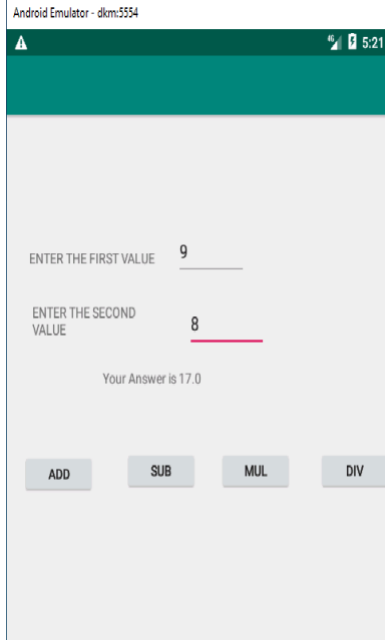 Android Emulator - dkm:5554
4G 5:21
ENTER THE FIRST VALUE 9
ENTER THE SECOND
VALUE 8
Your Answer is 17.0
ADD SUB MUL DIV